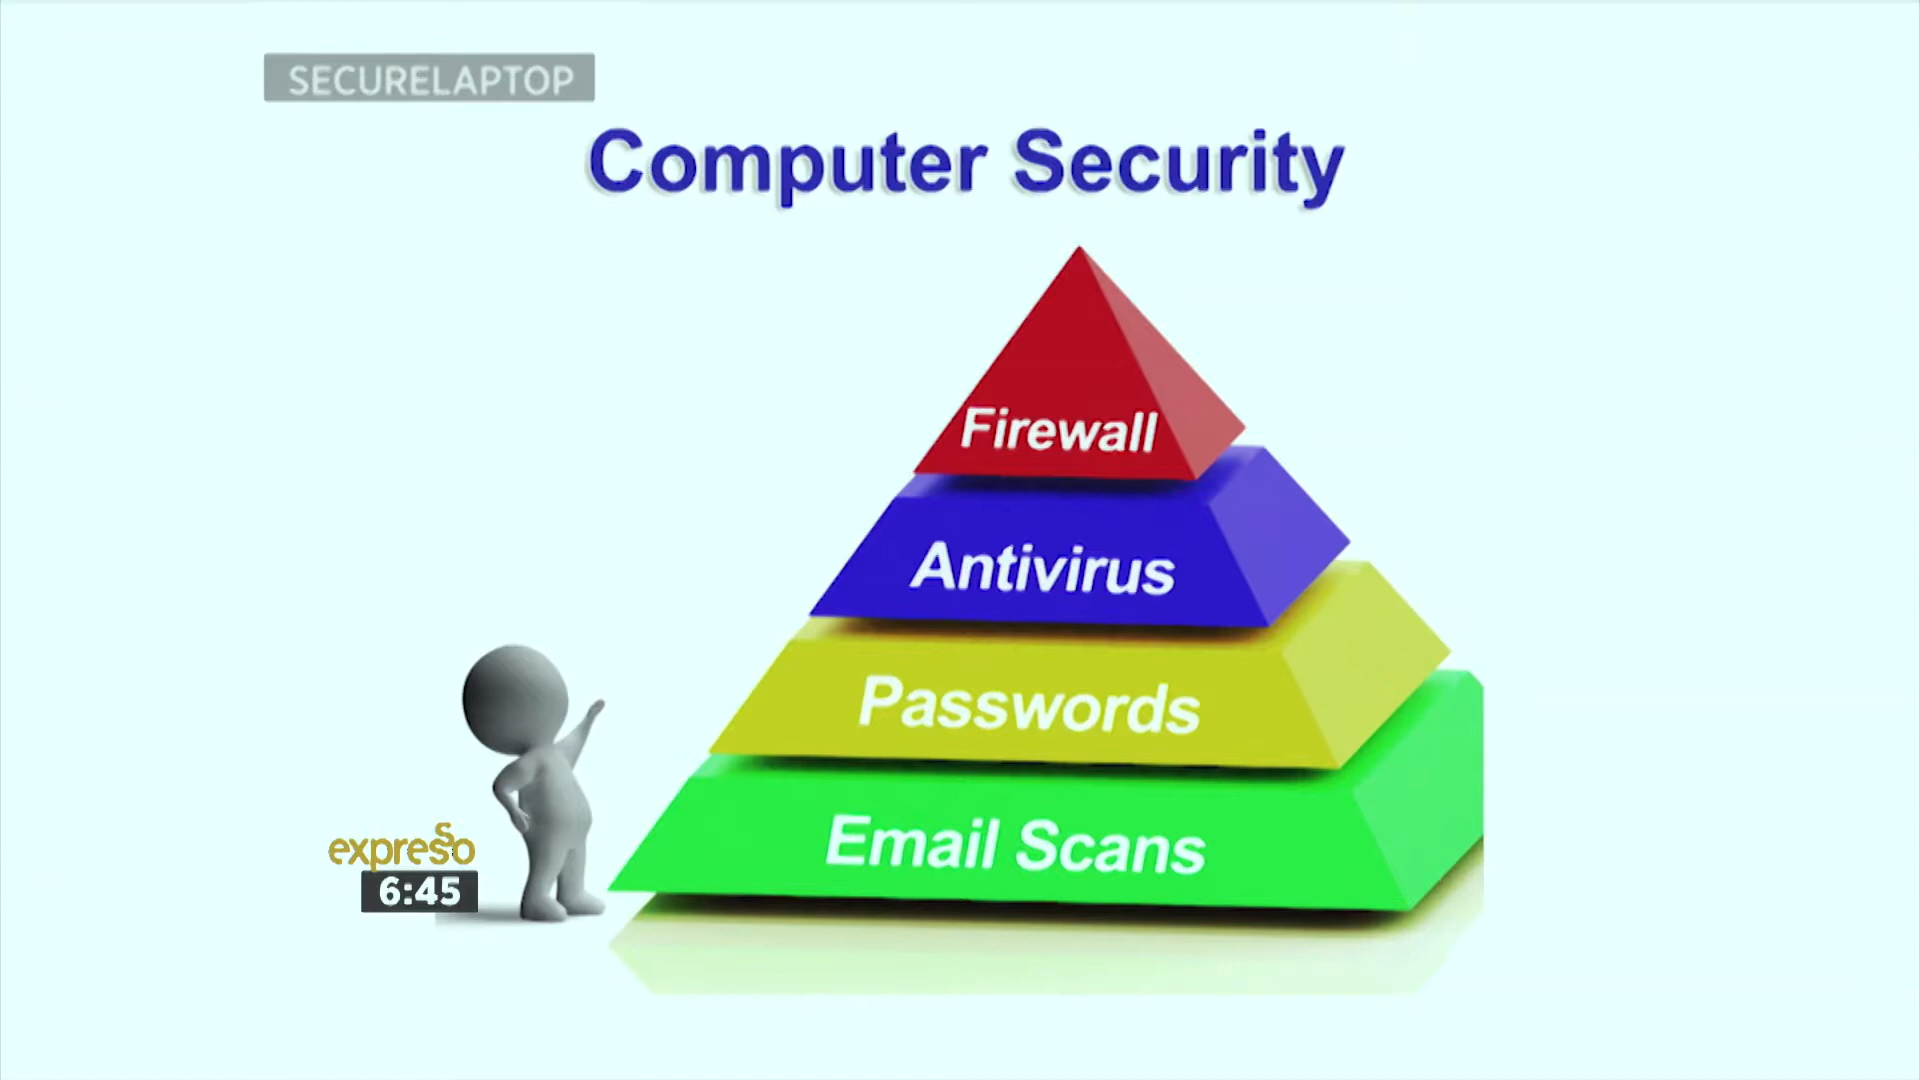 SECURELAPTOP
Computer Security
Firewall
Antivirus
Passwords
Email Scans
expresso
6:45